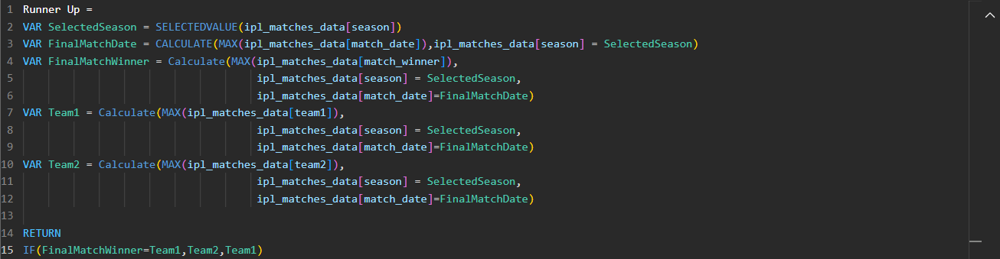 1 Runner Up =
2 VAR SelectedSeason = SELECTEDVALUE(ipl_matches_data[season])
3 VAR FinalMatchDate = CALCULATE(MAX(ipl_matches_data[match_date]),ipl_matches_data[season] = SelectedSeason)
4 VAR FinalMatchWinner = Calculate(MAX(ipl_matches_data[match_winner]),
5 ipl_matches_data[season] = SelectedSeason,
6 ipl_matches_data[match_date]=FinalMatchDate)
7 VAR Team1 = Calculate(MAX(ipl_matches_data[team1]),
8 ipl_matches_data[season] = SelectedSeason,
9 ipl_matches_data[match_date]=FinalMatchDate)
10 VAR Team2 = Calculate(MAX(ipl_matches_data[team2]),
11 ipl_matches_data[season] = SelectedSeason,
12 ipl_matches_data[match_date]=FinalMatchDate)
13
14 RETURN
15 IF(FinalMatchWinner=Team1,Team2,Team1)